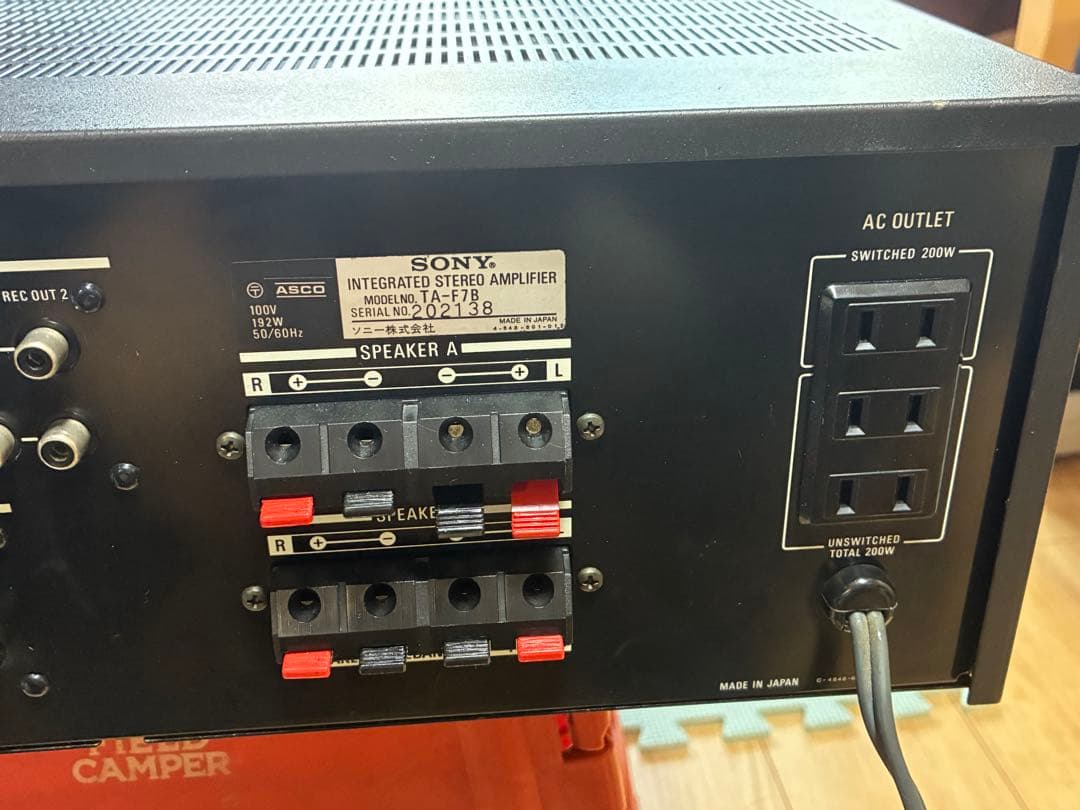 AC OUTLET
SWITCHED 200W
REC OUT 2
ASCO
100V
192W
50/60Hz
SONY®
INTEGRATED STEREO AMPLIFIER
MODEL NO. TA-F7B
SERIAL NO. 202138
MADE IN JAPAN
ソニー株式会社
SPEAKER A
R + − − + L
SPEAKE
R + −
UNSWITCHED
TOTAL 200W
MADE IN JAPAN
FIELD
CAMPER